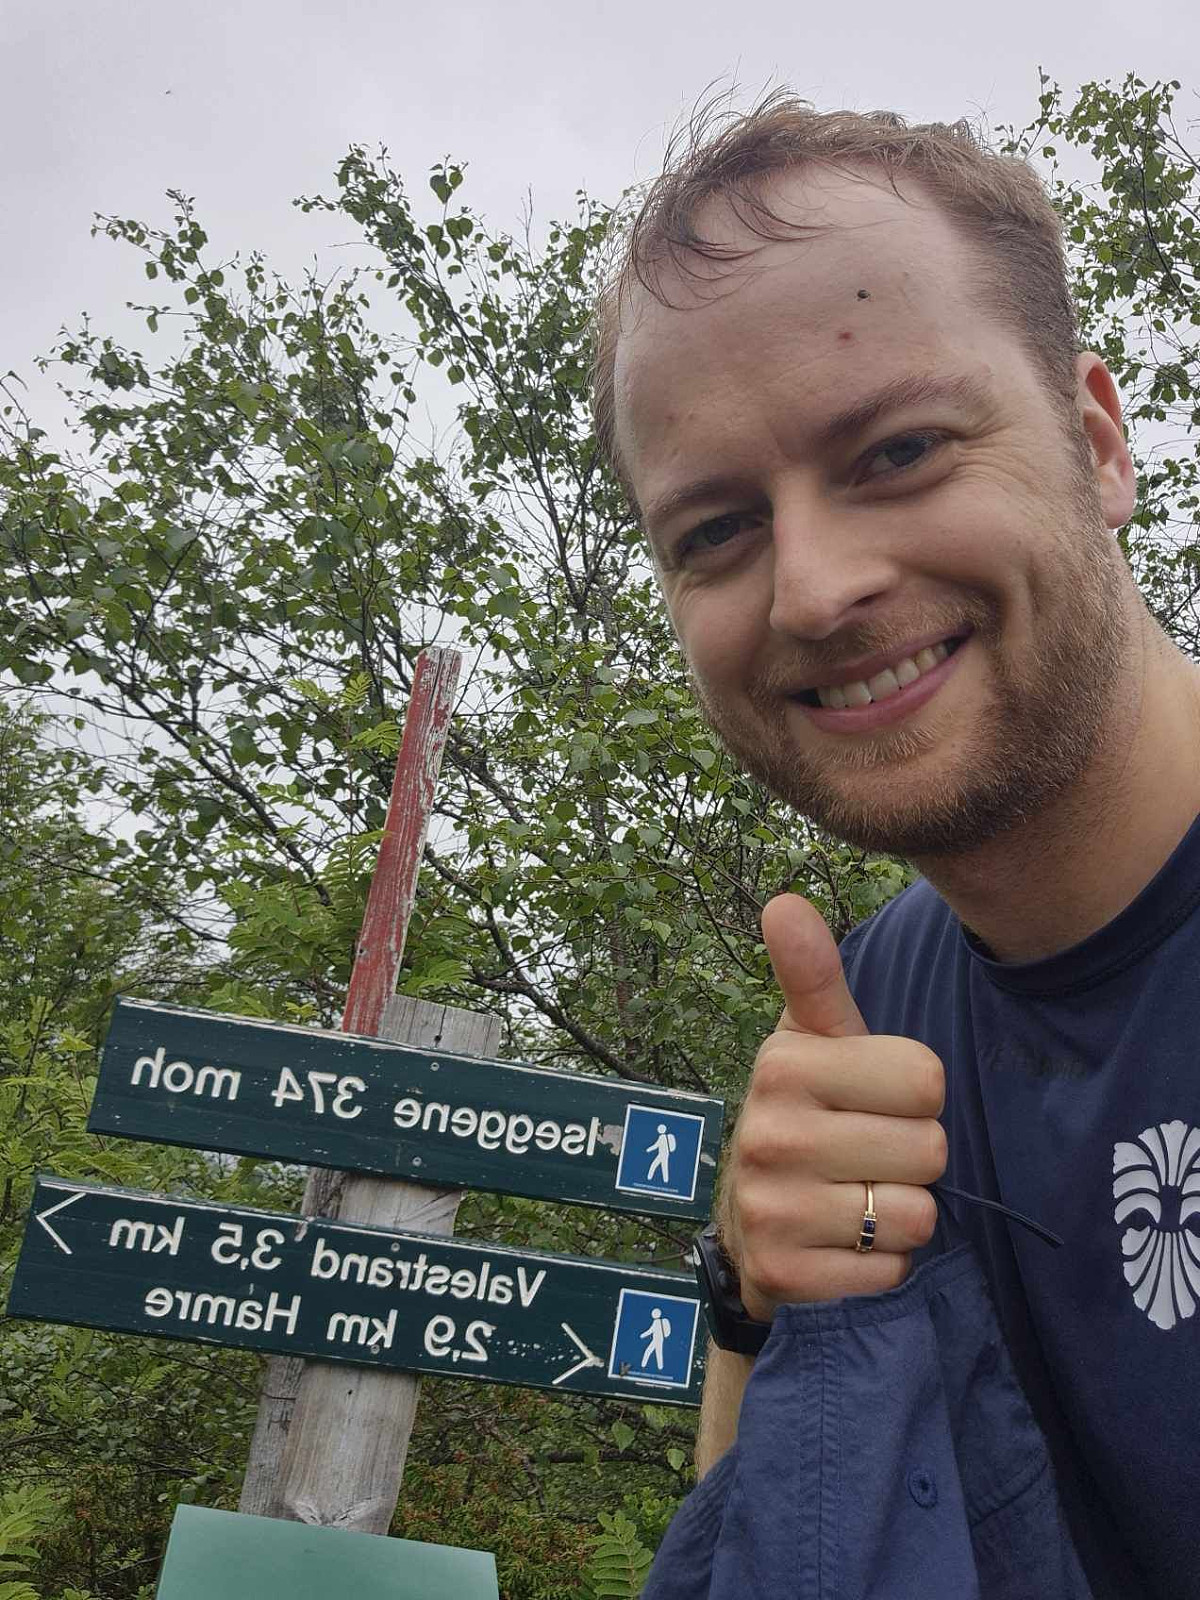 Iseggene 374 moh
Valestrand 3,5 km >
< 2,9 km Hamre